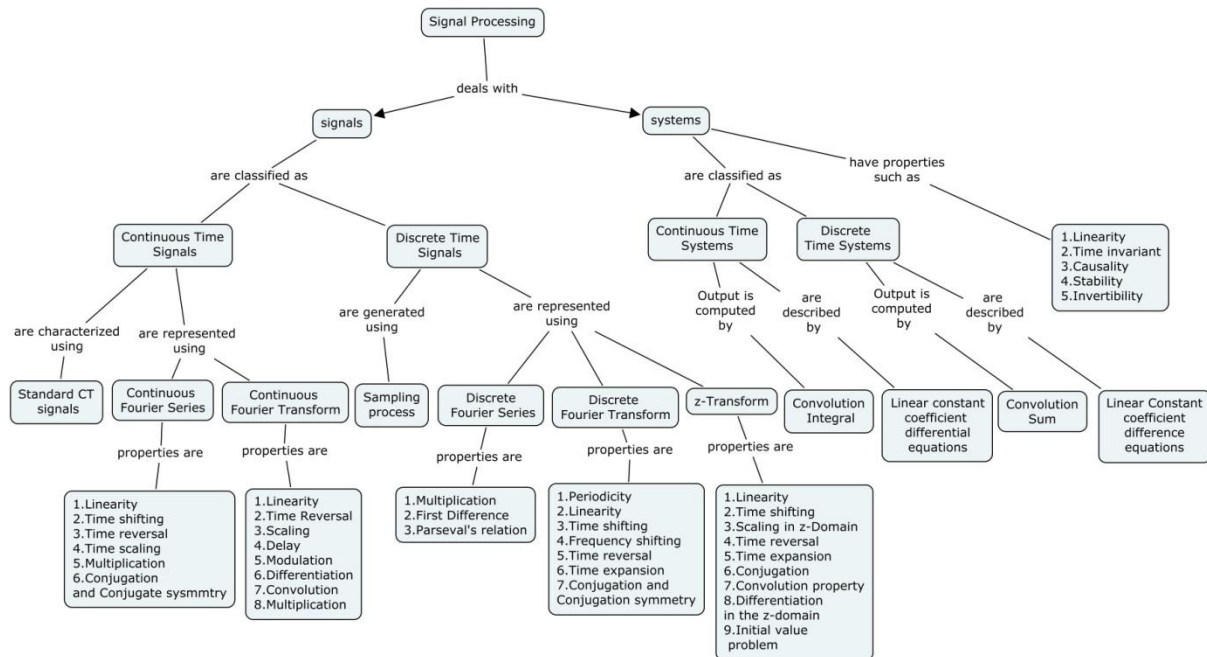 Signal Processing
deals with
signals
systems
are classified as
are classified as
have properties
such as
Continuous Time
Signals
Discrete Time
Signals
Continuous Time
Systems
Discrete
Time Systems
1.Linearity
2.Time invariant
3.Causality
4.Stability
5.Invertibility
are characterized
using
are represented
using
are generated
using
are represented
using
Output is
computed
by
are
described
by
Output is
computed
by
are
described
by
Standard CT
signals
Continuous
Fourier Series
Continuous
Fourier Transform
Sampling
process
Discrete
Fourier Series
Discrete
Fourier Transform
z-Transform
Convolution
Integral
Linear constant
coefficient
differential
equations
Convolution
Sum
Linear Constant
coefficient
difference
equations
properties are
properties are
properties are
properties are
properties are
1.Linearity
2.Time shifting
3.Time reversal
4.Time scaling
5.Multiplication
6.Conjugation
and Conjugate sysmmtry
1.Linearity
2.Time Reversal
3.Scaling
4.Delay
5.Modulation
6.Differentiation
7.Convolution
8.Multiplication
1.Multiplication
2.First Difference
3.Parseval's relation
1.Periodicity
2.Linearity
3.Time shifting
4.Frequency shifting
5.Time reversal
6.Time expansion
7.Conjugation and
Conjugation symmetry
1.Linearity
2.Time shifting
3.Scaling in z-Domain
4.Time reversal
5.Time expansion
6.Conjugation
7.Convolution property
8.Differentiation
in the z-domain
9.Initial value
problem